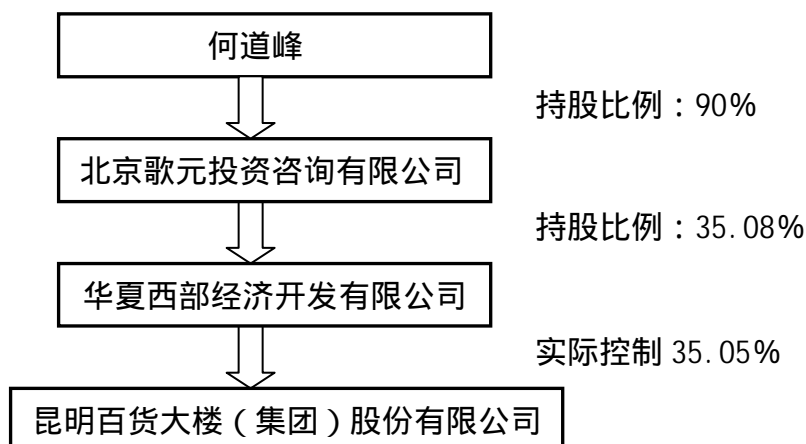 何道峰
持股比例：90%
北京歌元投资咨询有限公司
持股比例：35.08%
华夏西部经济开发有限公司
实际控制 35.05%
昆明百货大楼（集团）股份有限公司